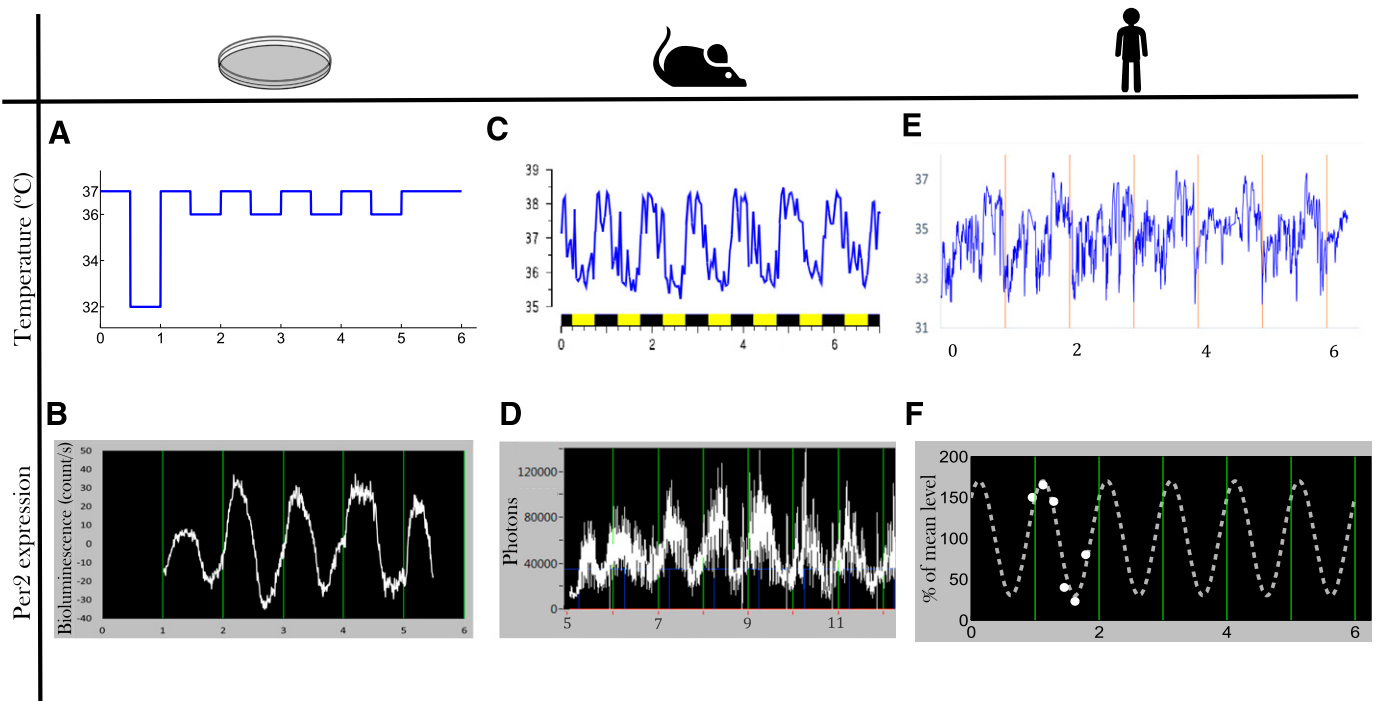 A
C
E
Temperature (ºC)
37
36
34
32
0 1 2 3 4 5 6
39
38
37
36
35
0 2 4 6
37
35
33
31
0 2 4 6
B
D
F
Per2 expression
Bioluminescence (count/s)
50
40
30
20
10
0
-10
-20
-30
-40
0 1 2 3 4 5 6
Photons
120000
80000
40000
0
5 7 9 11
% of mean level
200
150
100
50
0
0 2 4 6